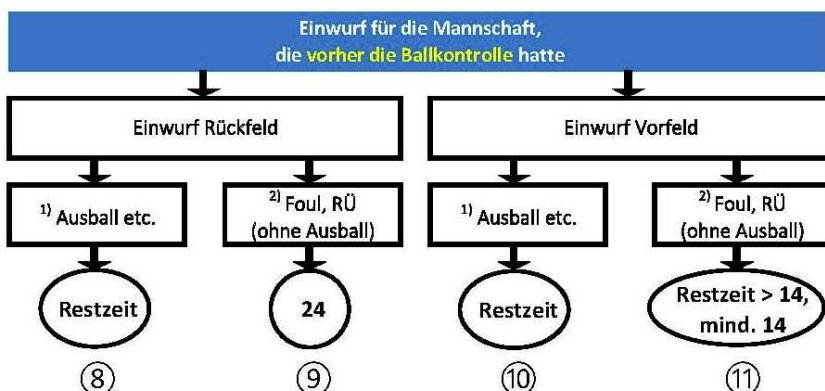 Einwurf für die Mannschaft,
die vorher die Ballkontrolle hatte
Einwurf Rückfeld
Einwurf Vorfeld
1) Ausball etc.
2) Foul, RÜ
(ohne Ausball)
1) Ausball etc.
2) Foul, RÜ
(ohne Ausball)
Restzeit
24
Restzeit
Restzeit > 14,
mind. 14
⑧
⑨
⑩
⑪